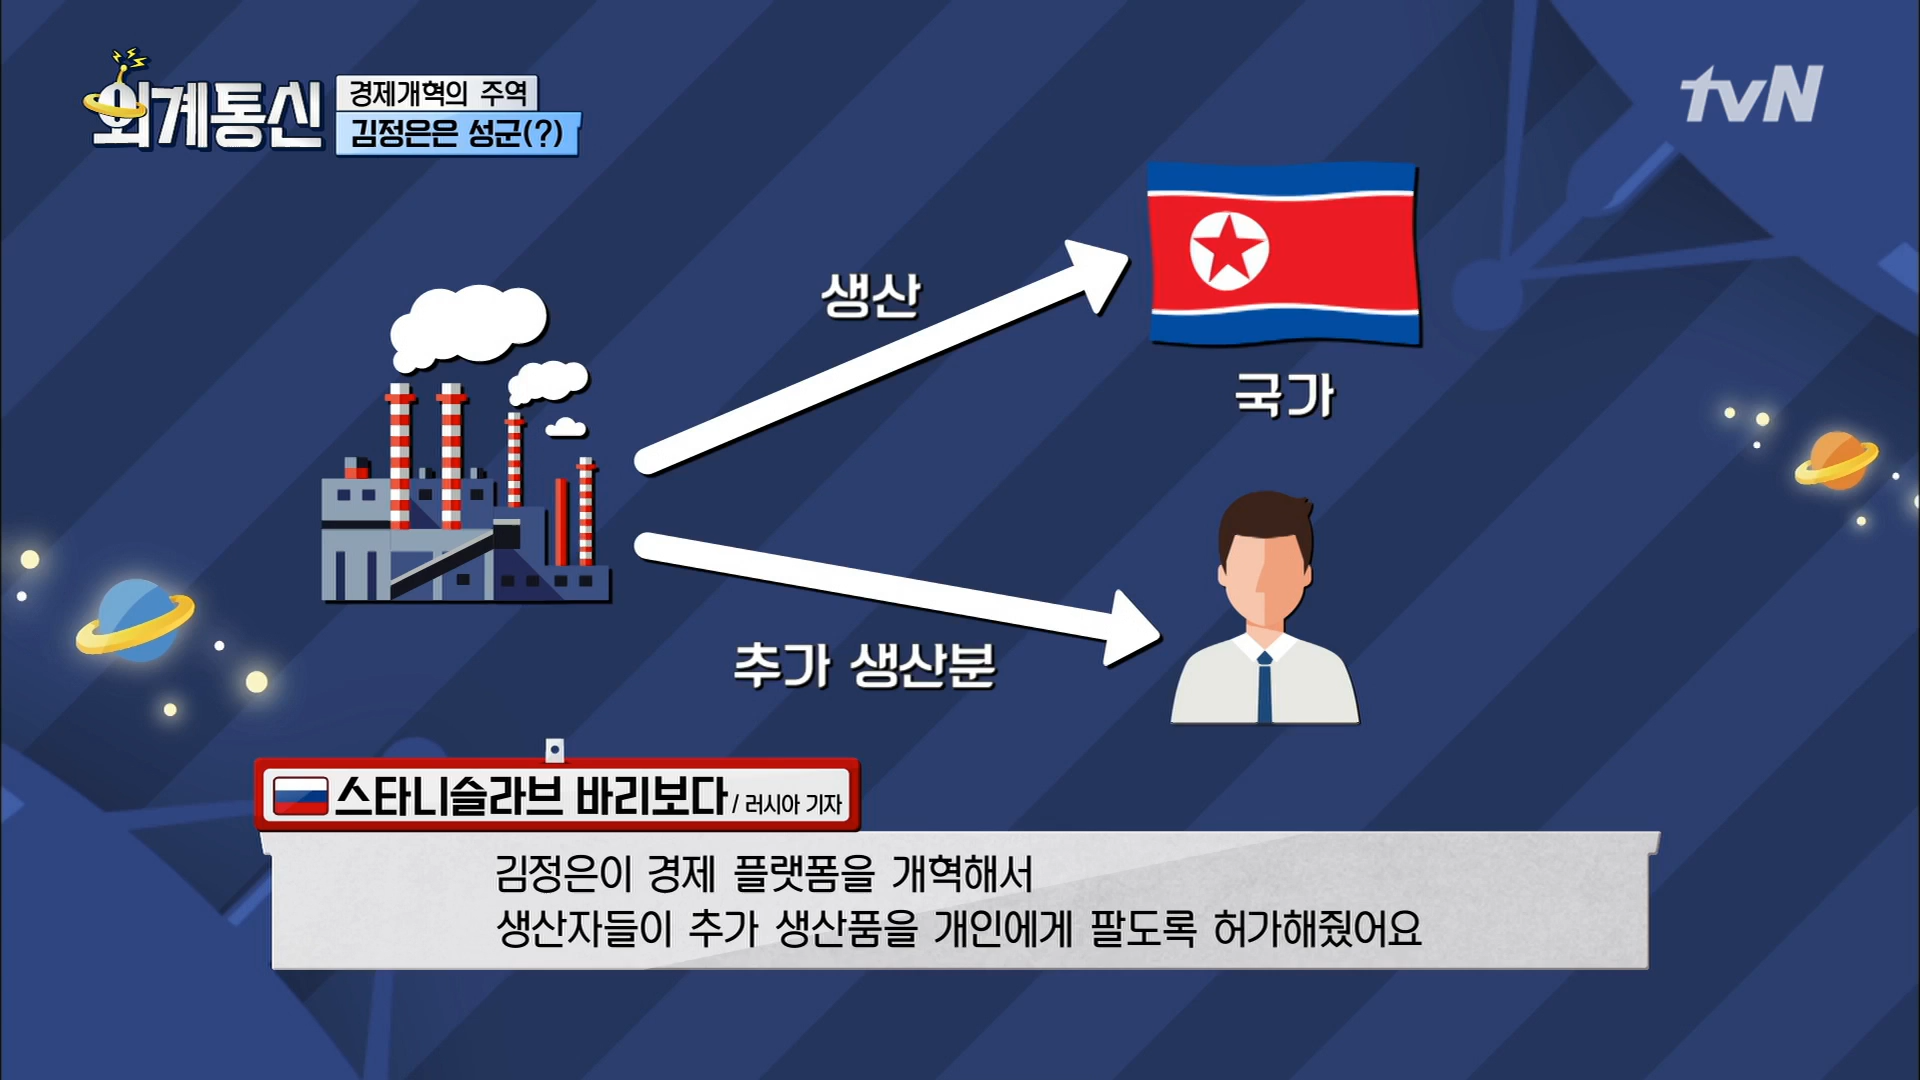 외계통신
경제개혁의 주역
김정은은 성군(?)
tvN
생산
국가
추가 생산분
스타니슬라브 바리보다 / 러시아 기자
김정은이 경제 플랫폼을 개혁해서
생산자들이 추가 생산품을 개인에게 팔도록 허가해줬어요